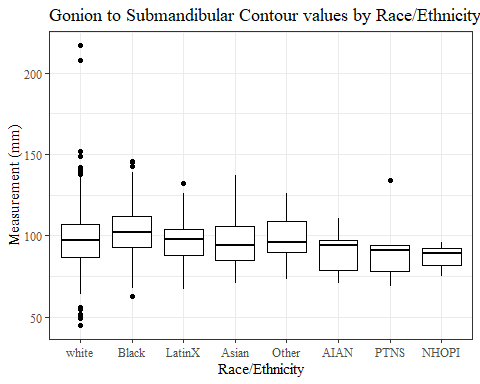 Gonion to Submandibular Contour values by Race/Ethnicity
Measurement (mm)
200
150
100
50
white Black LatinX Asian Other AIAN PTNS NHOPI
Race/Ethnicity